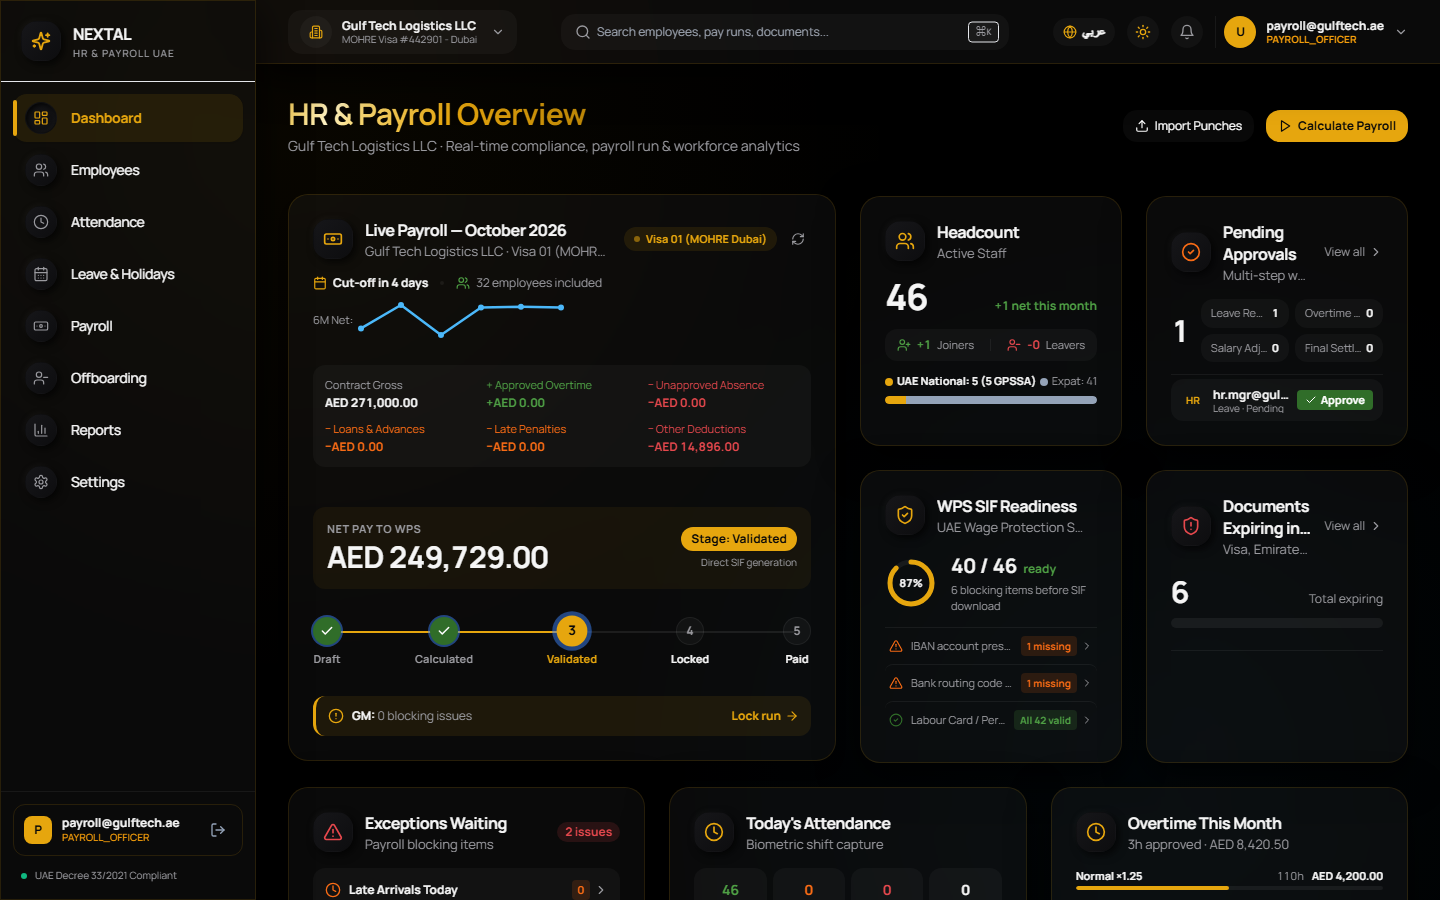 NEXTAL
HR & PAYROLL UAE
Dashboard
Employees
Attendance
Leave & Holidays
Payroll
Offboarding
Reports
Settings
P
payroll@gulftech.ae
PAYROLL_OFFICER
UAE Decree 33/2021 Compliant
Gulf Tech Logistics LLC
MOHRE Visa #442901 - Dubai
Search employees, pay runs, documents...
⌘K
عربي
U
payroll@gulftech.ae
PAYROLL_OFFICER
HR & Payroll Overview
Gulf Tech Logistics LLC · Real-time compliance, payroll run & workforce analytics
Import Punches
Calculate Payroll
Live Payroll — October 2026
Gulf Tech Logistics LLC · Visa 01 (MOHR...
Visa 01 (MOHRE Dubai)
Cut-off in 4 days
32 employees included
6M Net:
Contract Gross
AED 271,000.00
+ Approved Overtime
+AED 0.00
− Unapproved Absence
−AED 0.00
− Loans & Advances
−AED 0.00
− Late Penalties
−AED 0.00
− Other Deductions
−AED 14,896.00
NET PAY TO WPS
AED 249,729.00
Stage: Validated
Direct SIF generation
3
4
5
Draft
Calculated
Validated
Locked
Paid
GM: 0 blocking issues
Lock run
Headcount
Active Staff
46
+1 net this month
+1 Joiners
-0 Leavers
UAE National: 5 (5 GPSSA)
Expat: 41
Pending Approvals
Multi-step w...
View all
1
Leave Re... 1
Overtime ... 0
Salary Adj... 0
Final Settl... 0
HR
hr.mgr@gul...
Leave · Pending
Approve
WPS SIF Readiness
UAE Wage Protection S...
87%
40 / 46 ready
6 blocking items before SIF download
IBAN account pres... 1 missing
Bank routing code ... 1 missing
Labour Card / Per... All 42 valid
Documents Expiring in...
Visa, Emirate...
View all
6
Total expiring
Exceptions Waiting
Payroll blocking items
2 issues
Late Arrivals Today
0
Today's Attendance
Biometric shift capture
46
0
0
0
Overtime This Month
3h approved · AED 8,420.50
Normal ×1.25
110h AED 4,200.00